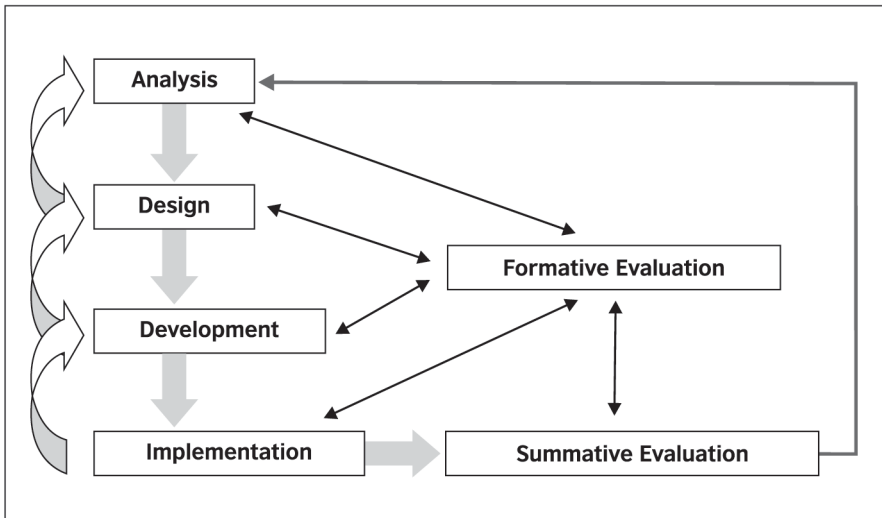 Analysis
Design
Formative Evaluation
Development
Implementation
Summative Evaluation